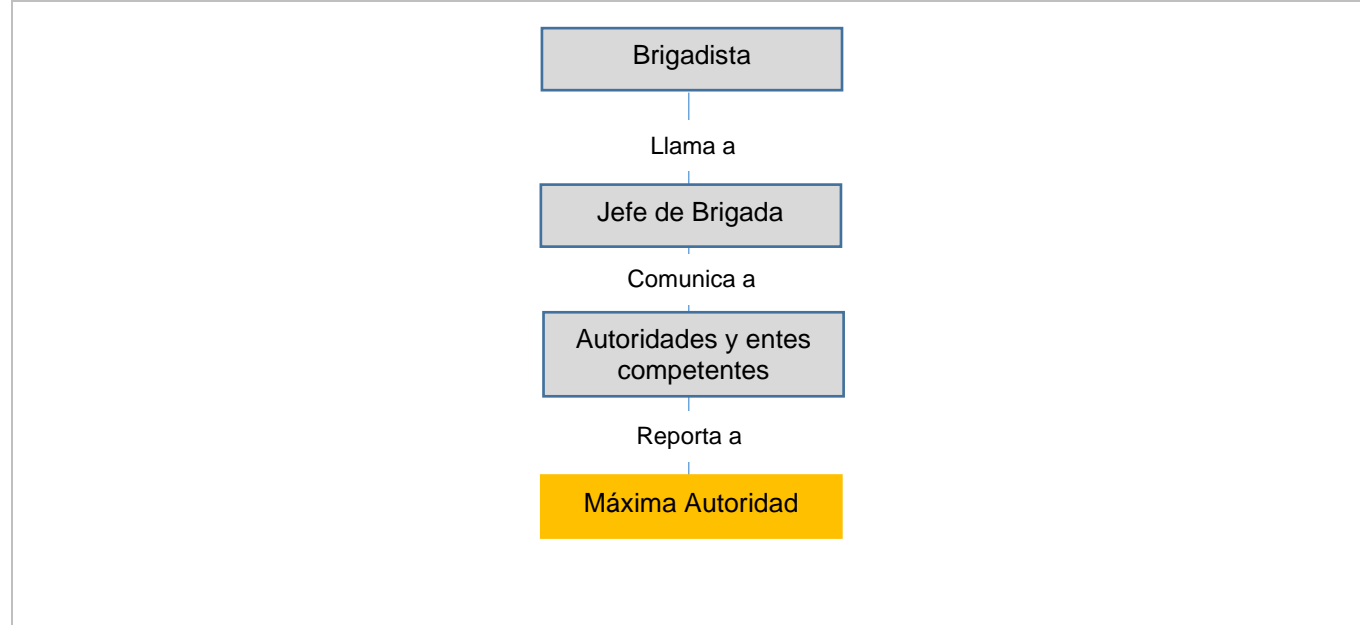 Brigadista
Llama a
Jefe de Brigada
Comunica a
Autoridades y entes
competentes
Reporta a
Máxima Autoridad